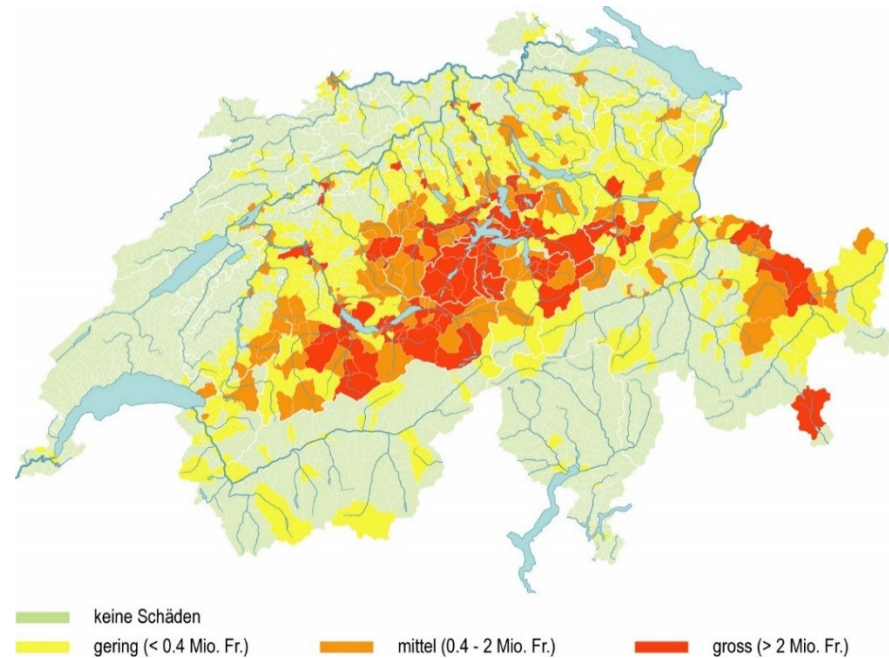 keine Schäden
gering (< 0.4 Mio. Fr.) mittel (0.4 - 2 Mio. Fr.) gross (> 2 Mio. Fr.)